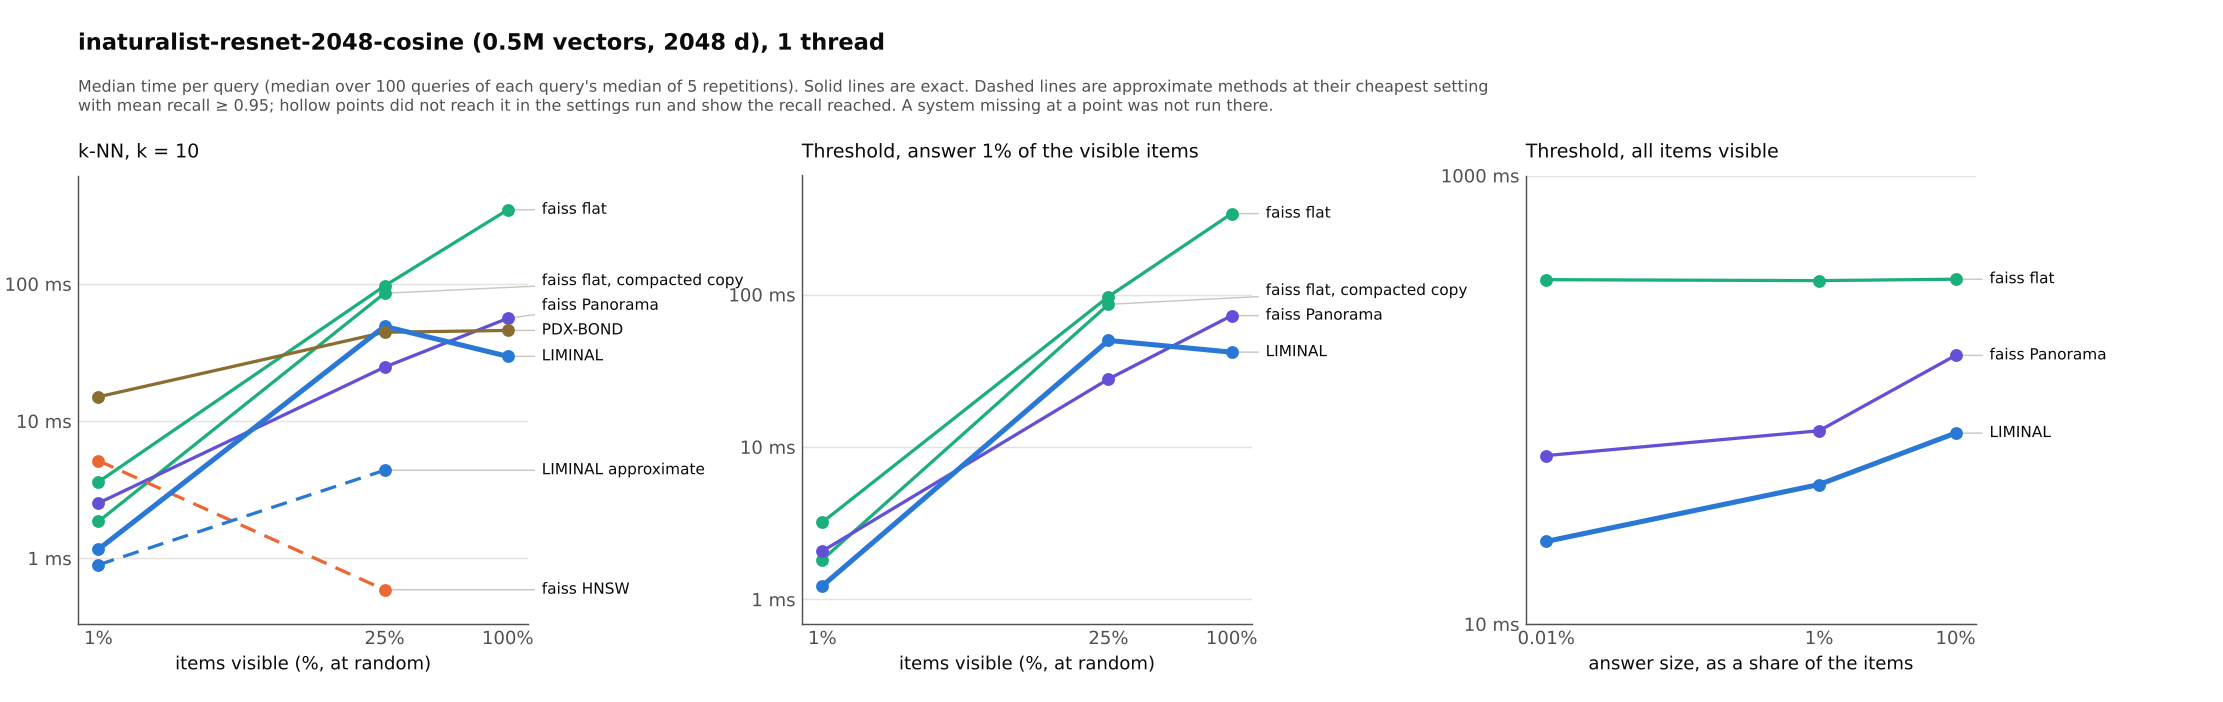 inaturalist-resnet-2048-cosine (0.5M vectors, 2048 d), 1 thread
Median time per query (median over 100 queries of each query's median of 5 repetitions). Solid lines are exact. Dashed lines are approximate methods at their cheapest setting
with mean recall ≥ 0.95; hollow points did not reach it in the settings run and show the recall reached. A system missing at a point was not run there.
k-NN, k = 10
100 ms
10 ms
1 ms
faiss flat
faiss flat, compacted copy
faiss Panorama
PDX-BOND
LIMINAL
LIMINAL approximate
faiss HNSW
1%
25%
100%
items visible (%, at random)
Threshold, answer 1% of the visible items
100 ms
10 ms
1 ms
faiss flat
faiss flat, compacted copy
faiss Panorama
LIMINAL
1%
25%
100%
items visible (%, at random)
Threshold, all items visible
1000 ms
10 ms
faiss flat
faiss Panorama
LIMINAL
0.01%
1%
10%
answer size, as a share of the items